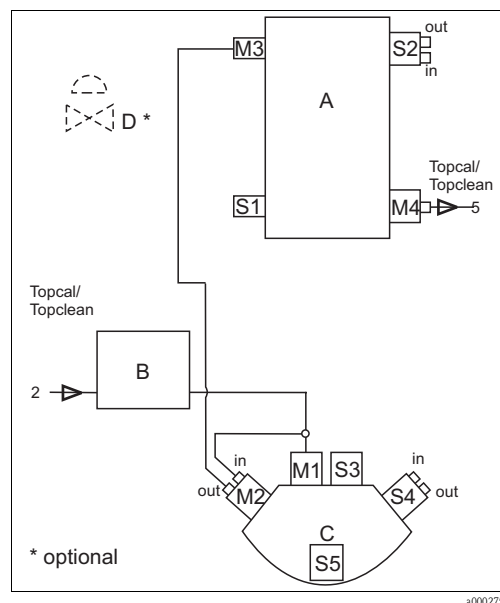 out
M3
S2
in
D *
A
Topcal/
Topclean
S1
M4
5
Topcal/
Topclean
B
2
in
M1
S3
in
out
M2
S4
out
C
S5
* optional